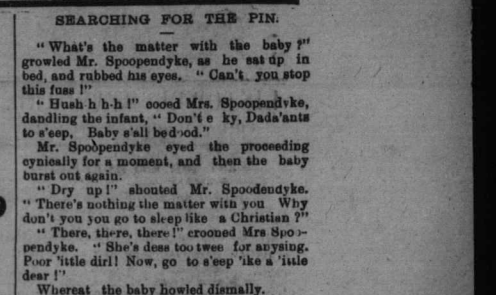 SEARCHING FOR THE PIN.
"What's the matter with the baby?"
growled Mr. Spoopendyke, as he sat up in
bed, and rubbed his eyes. "Can't you stop
this fuss!"
"Hush h h-h!" cooed Mrs. Spoopendyke,
dandling the infant, "Don't e ky, Dada'ants
to s'eep, Baby s'all bedood."
Mr. Spoopendyke eyed the proceeding
cynically for a moment, and then the baby
burst out again.
"Dry up!" shouted Mr. Spoodendyke.
"There's nothing the matter with you Why
don't you you go to sleep like a Christian?"
"There, there, there!" crooned Mrs Spoo-
pendyke. "She's dess too twee for anysing.
Poor 'ittle dirl! Now, go to s'eep 'ike a 'ittle
dear!"
Whereat the baby howled dismally.